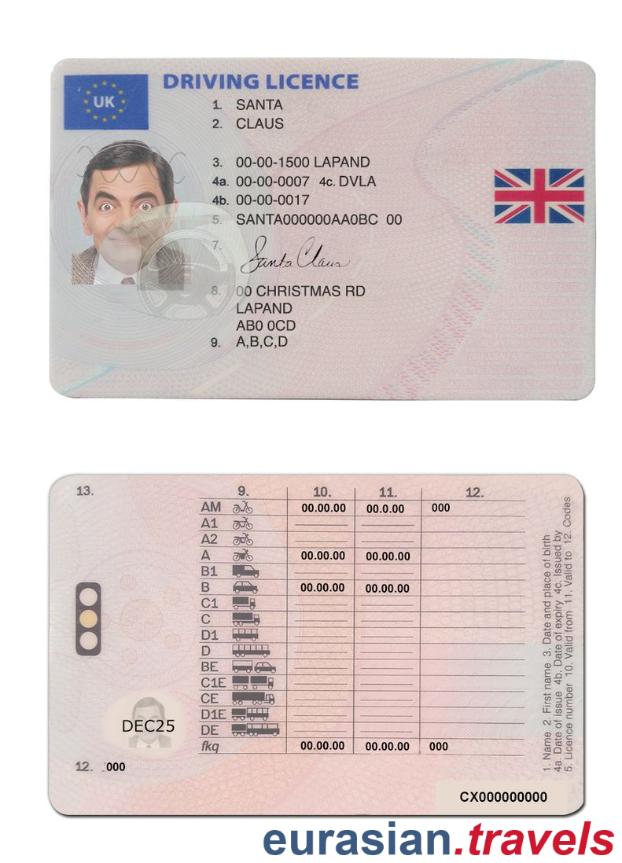 UK
DRIVING LICENCE
1. SANTA
2. CLAUS
3. 00-00-1500 LAPAND
4a. 00-00-0007 4c. DVLA
4b. 00-00-0017
5. SANTA000000AA0BC 00
7. Santa Claus
8. 00 CHRISTMAS RD
LAPAND
AB0 0CD
9. A,B,C,D
13. 9. 10. 11. 12.
AM 00.00.00 00.0.00 000
A1
A2
A 00.00.00 00.00.00
B1
B 00.00.00 00.00.00
C1
C
D1
D
BE
C1E
CE
D1E
DE
fkq 00.00.00 00.00.00 000
DEC25
12. 000
1. Name 2. First name 3. Date and place of birth
4a. Date of issue 4b. Date of expiry 4c. Issued by
5. Licence number 10. Valid from 11. Valid to 12. Codes
CX000000000
eurasian.travels